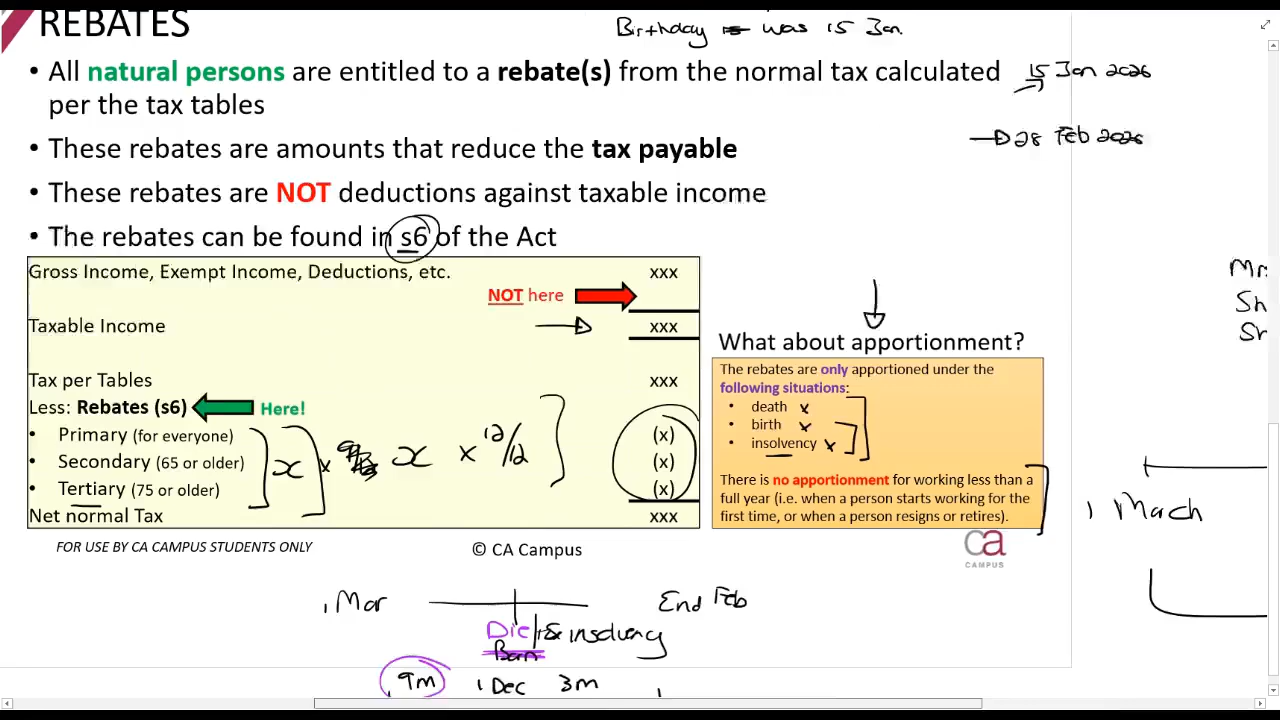 REBATES
Birthday was 15 Jan.
• All natural persons are entitled to a rebate(s) from the normal tax calculated
per the tax tables
15 Jan 2026
28 Feb 2026
• These rebates are amounts that reduce the tax payable
• These rebates are NOT deductions against taxable income
• The rebates can be found in s6 of the Act
Gross Income, Exempt Income, Deductions, etc. xxx
NOT here
Taxable Income xxx
Tax per Tables xxx
Less: Rebates (s6) Here!
• Primary (for everyone) (x)
• Secondary (65 or older) (x)
• Tertiary (75 or older) (x)
x x x x 12/12
Net normal Tax xxx
What about apportionment?
The rebates are only apportioned under the
following situations:
• death x
• birth x
• insolvency x
There is no apportionment for working less than a
full year (i.e. when a person starts working for the
first time, or when a person resigns or retires).
FOR USE BY CA CAMPUS STUDENTS ONLY
© CA Campus
ca
CAMPUS
Mr
Sh
Sh
1 March
1 Mar
End Feb
Die insolvency
Born
9m 1 Dec 3m